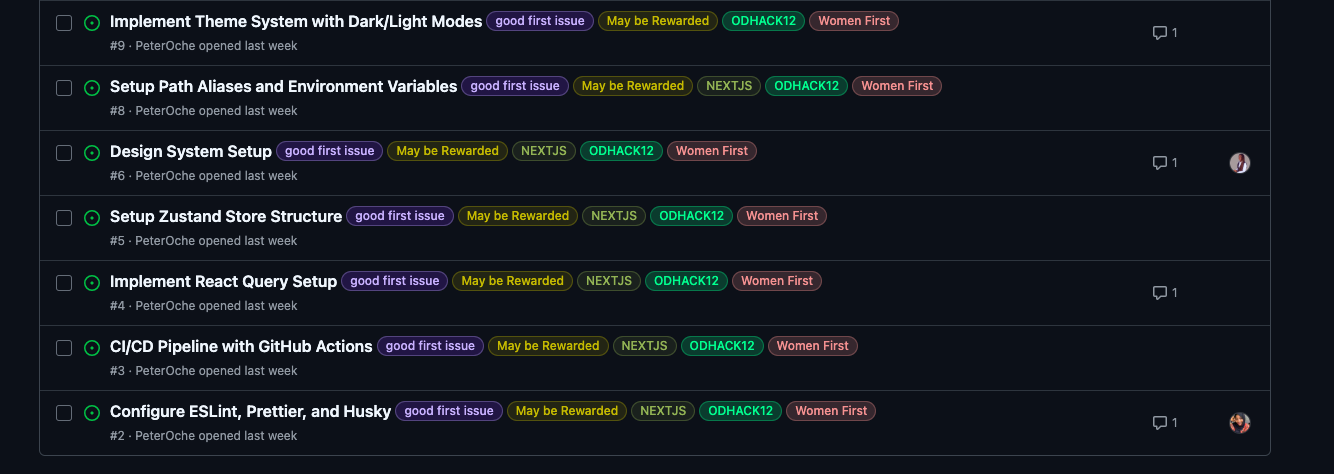 Implement Theme System with Dark/Light Modes good first issue May be Rewarded ODHACK12 Women First
1
#9 · PeterOche opened last week
Setup Path Aliases and Environment Variables good first issue May be Rewarded NEXTJS ODHACK12 Women First
#8 · PeterOche opened last week
Design System Setup good first issue May be Rewarded NEXTJS ODHACK12 Women First
1
#6 · PeterOche opened last week
Setup Zustand Store Structure good first issue May be Rewarded NEXTJS ODHACK12 Women First
#5 · PeterOche opened last week
Implement React Query Setup good first issue May be Rewarded NEXTJS ODHACK12 Women First
1
#4 · PeterOche opened last week
CI/CD Pipeline with GitHub Actions good first issue May be Rewarded NEXTJS ODHACK12 Women First
#3 · PeterOche opened last week
Configure ESLint, Prettier, and Husky good first issue May be Rewarded NEXTJS ODHACK12 Women First
1
#2 · PeterOche opened last week